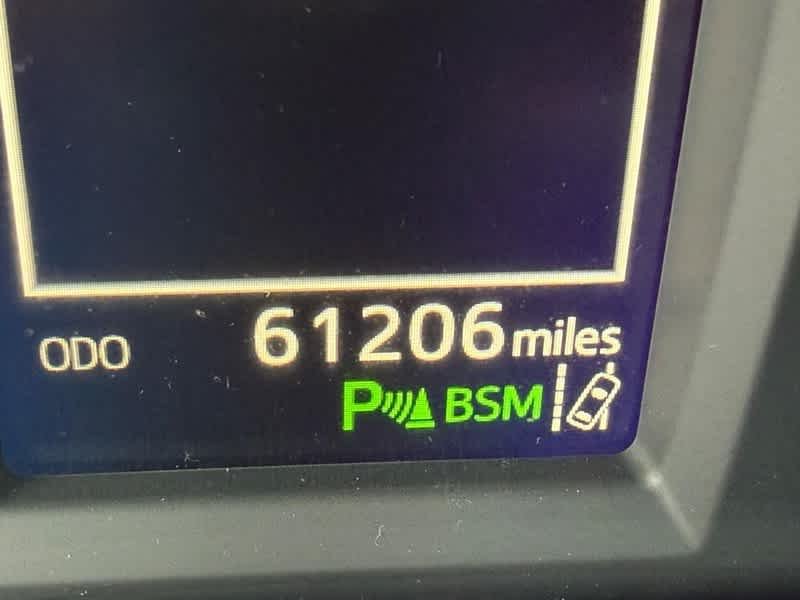 ODO 61206 miles
P BSM